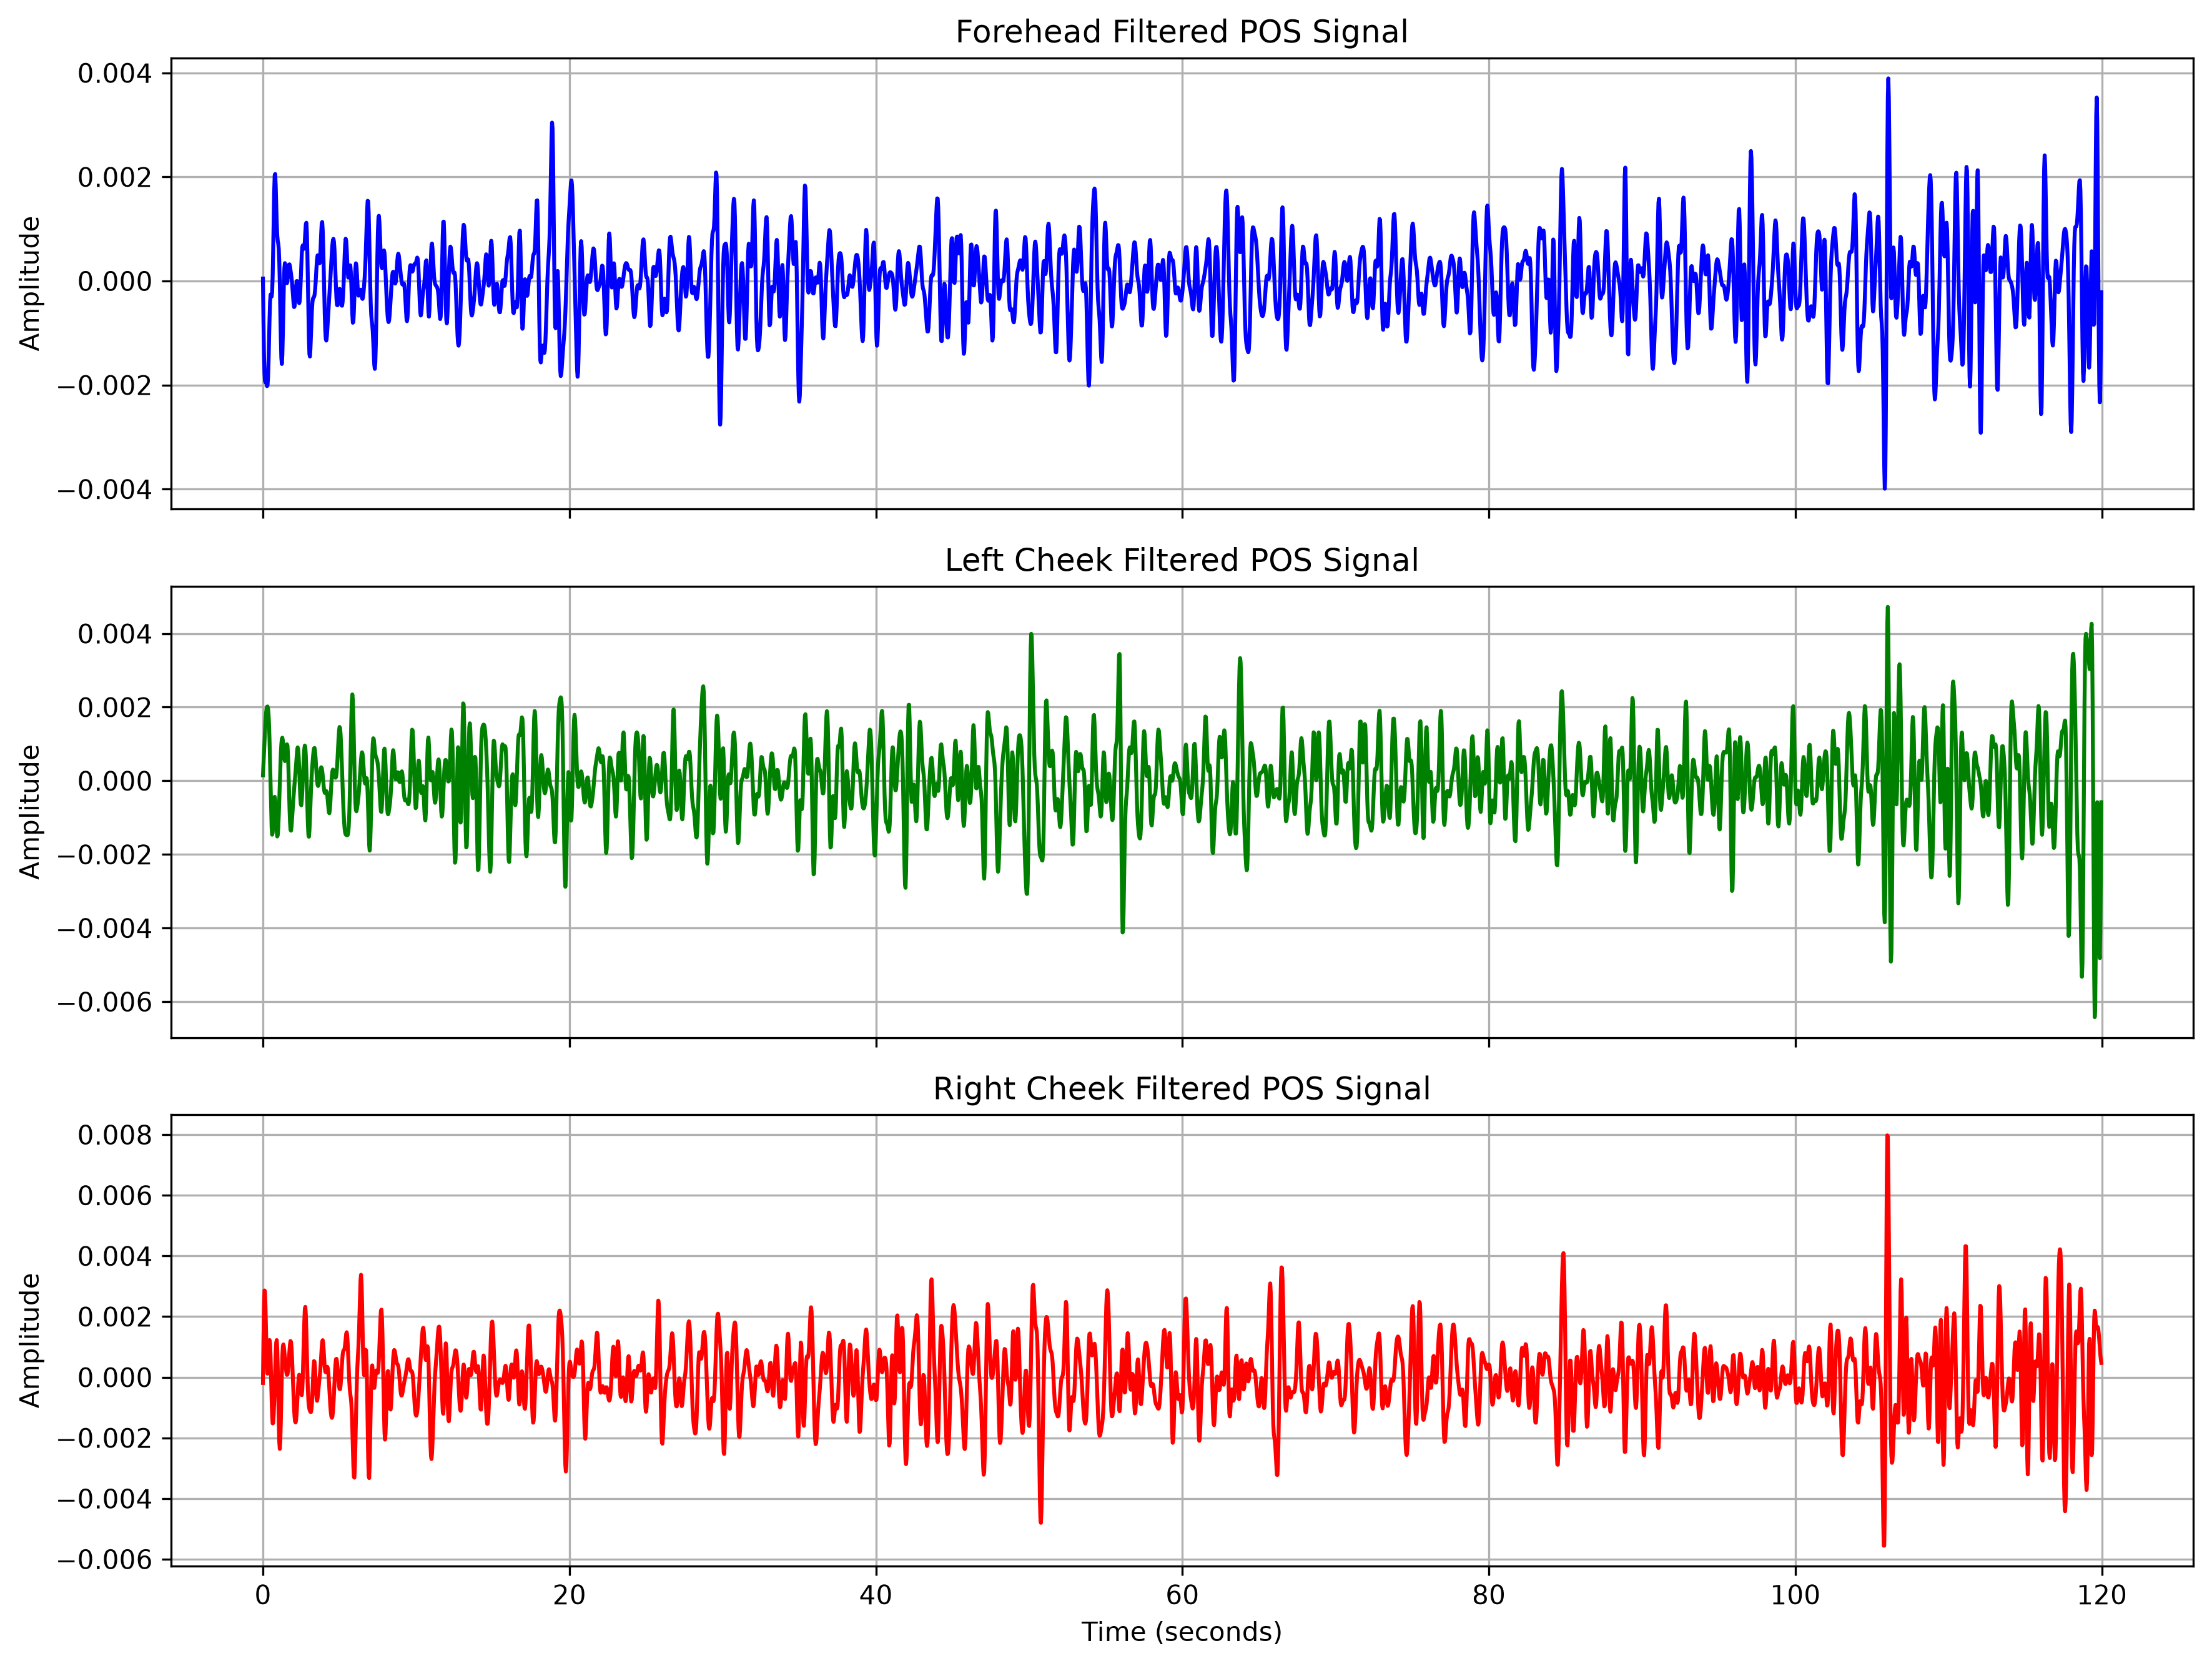 Forehead Filtered POS Signal
0.004
0.002
0.000
−0.002
−0.004
Amplitude
Left Cheek Filtered POS Signal
0.004
0.002
0.000
−0.002
−0.004
−0.006
Amplitude
Right Cheek Filtered POS Signal
0.008
0.006
0.004
0.002
0.000
−0.002
−0.004
−0.006
Amplitude
0 20 40 60 80 100 120
Time (seconds)